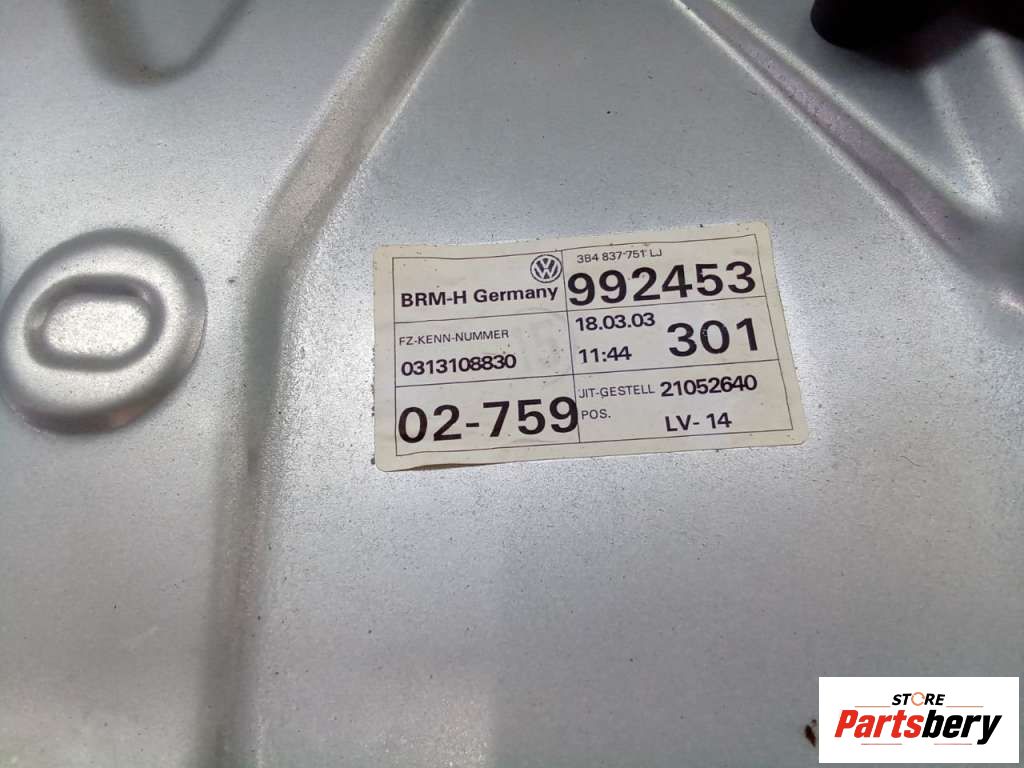 BRM-H Germany
3B4 837 751 LJ
992453
FZ-KENN-NUMMER
0313108830
18.03.03
11:44
301
02-759
JIT-GESTELL 21052640
POS.
LV- 14
STORE
Partsbery